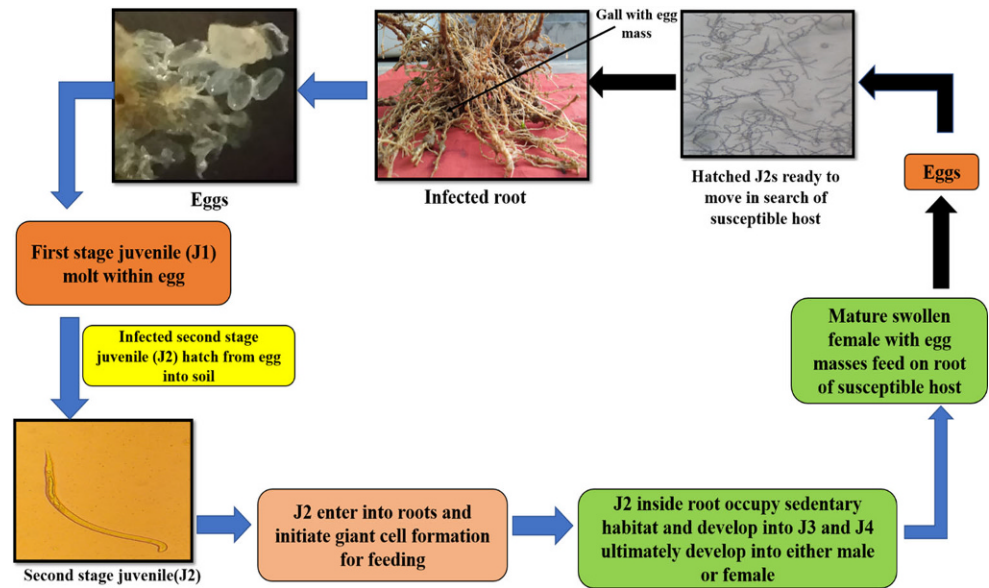 Gall with egg
mass
Eggs
Infected root
Hatched J2s ready to
move in search of
susceptible host
Eggs
First stage juvenile (J1)
molt within egg
Infected second stage
juvenile (J2) hatch from egg
into soil
Mature swollen
female with egg
masses feed on root
of susceptible host
Second stage juvenile(J2)
J2 enter into roots and
initiate giant cell formation
for feeding
J2 inside root occupy sedentary
habitat and develop into J3 and J4
ultimately develop into either male
or female